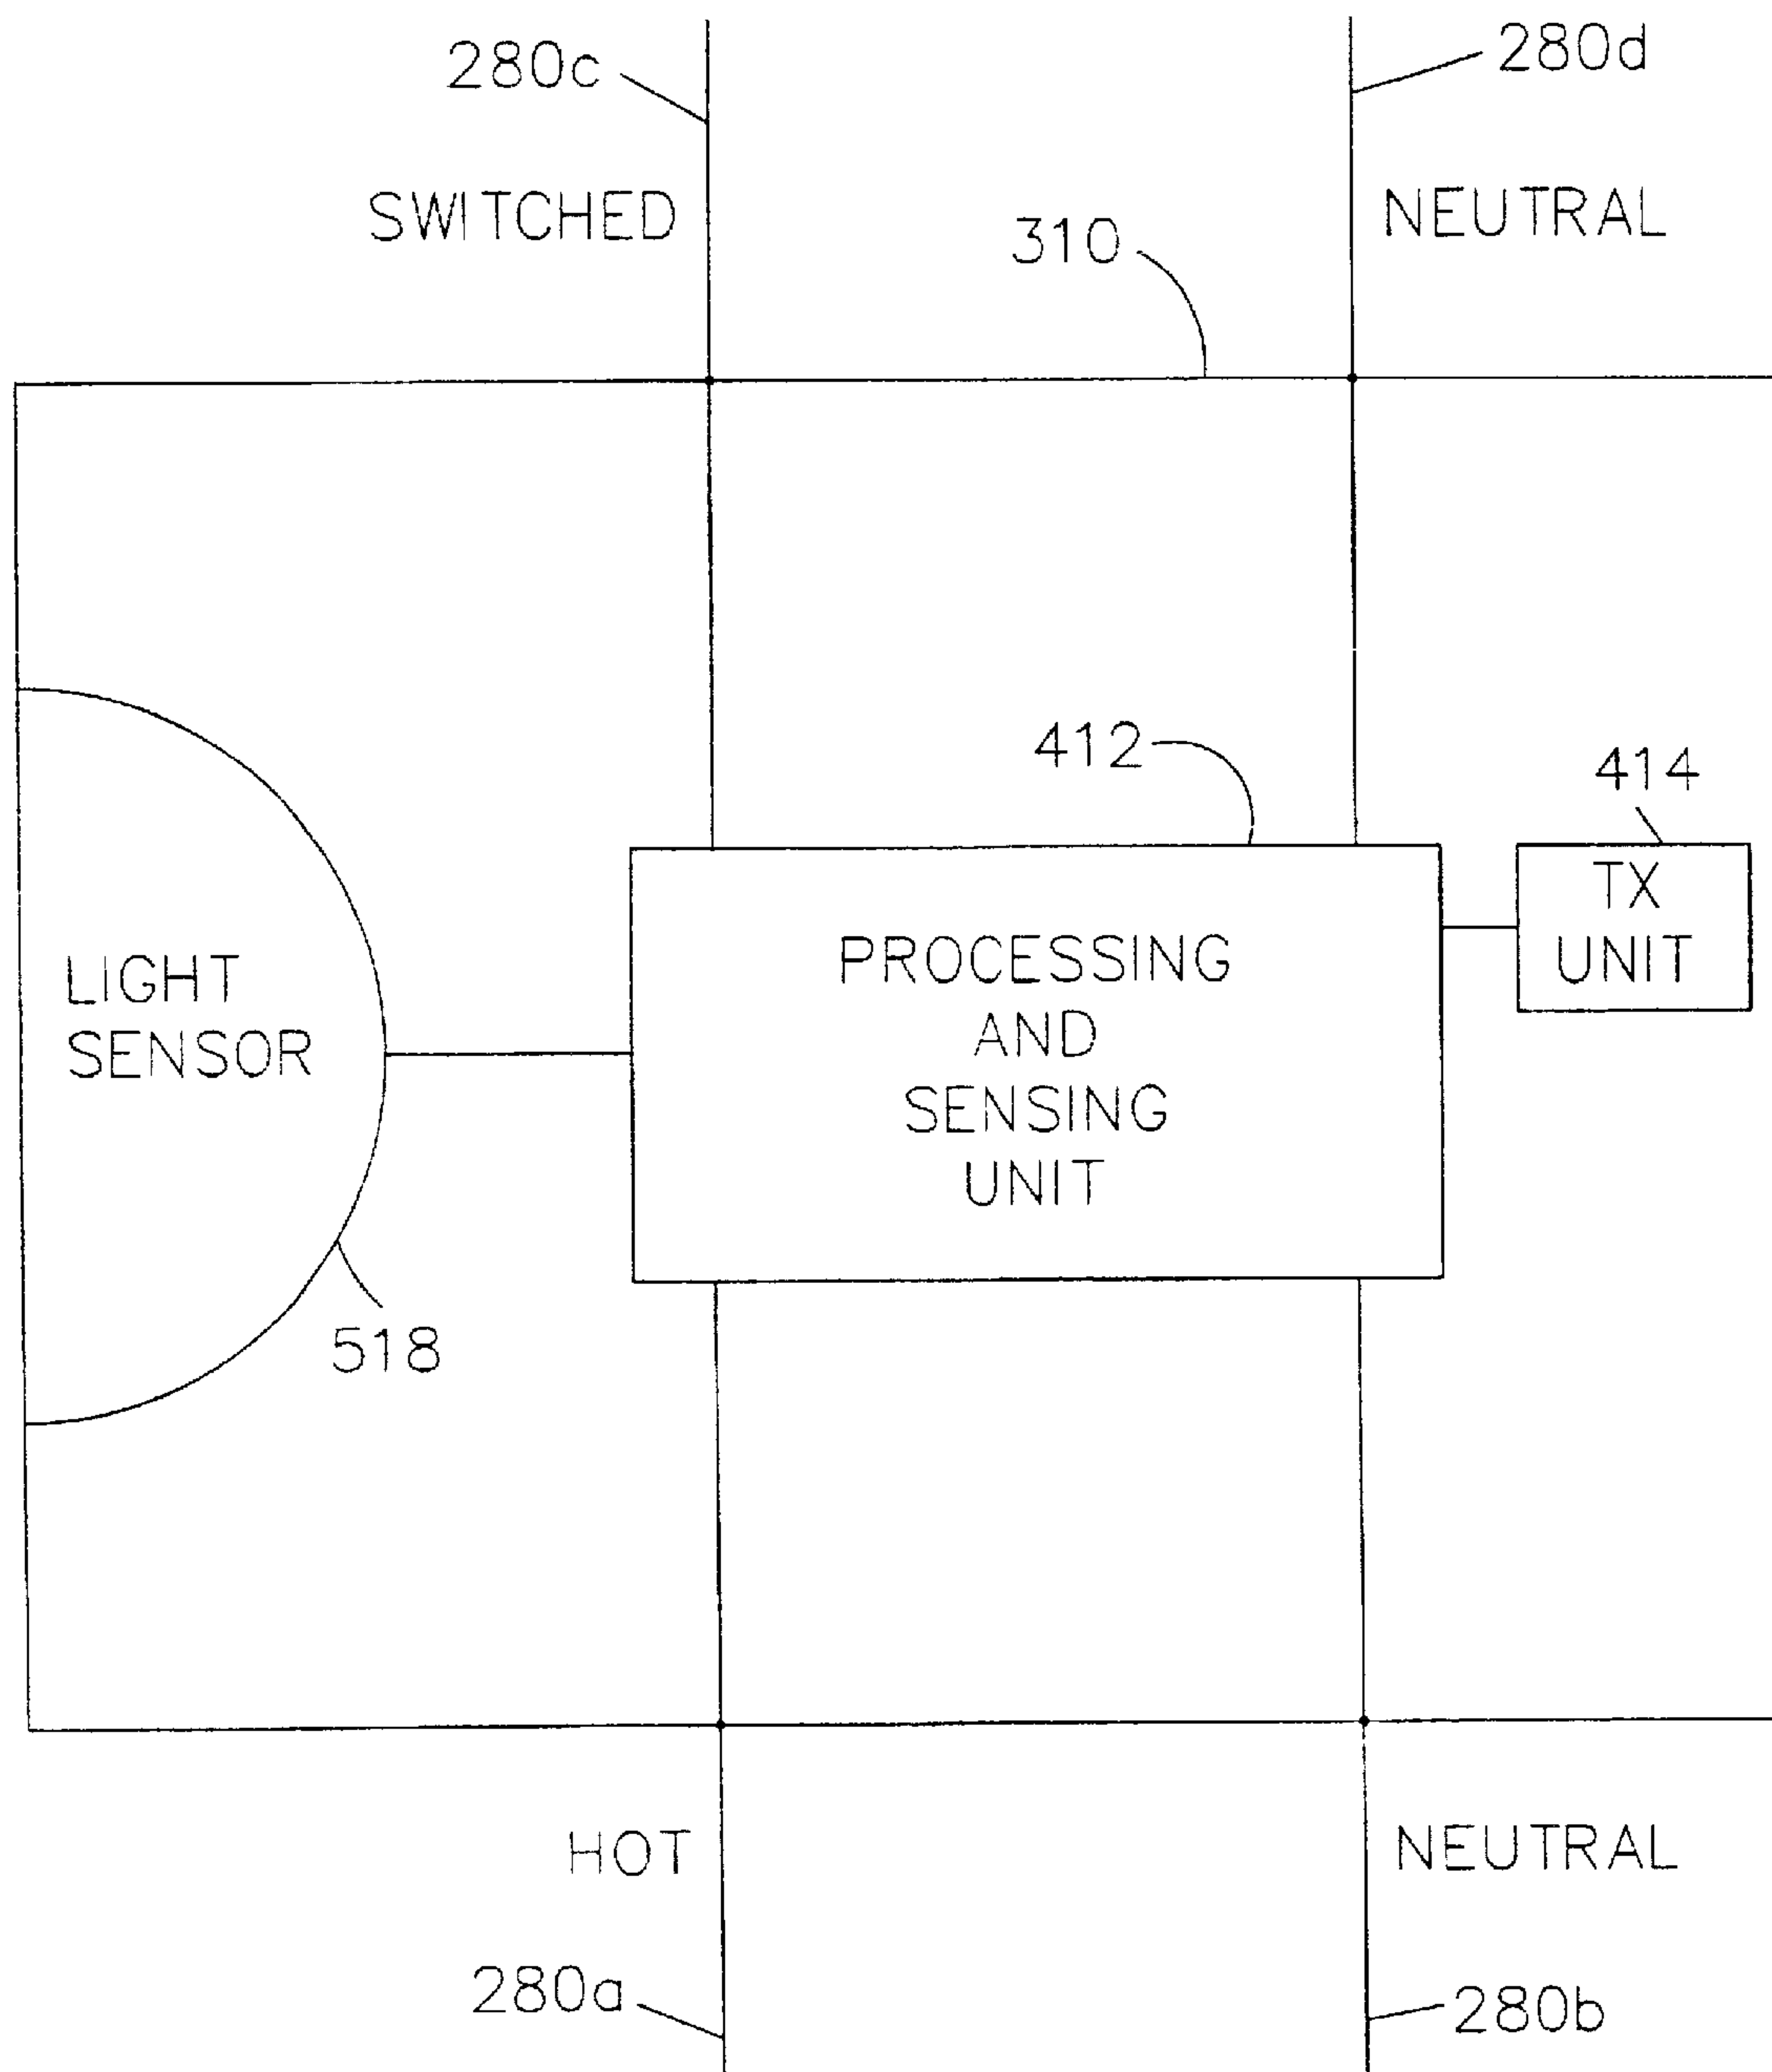 280c
280d
SWITCHED
NEUTRAL
310
412
414
TX
UNIT
LIGHT
SENSOR
PROCESSING
AND
SENSING
UNIT
518
HOT
NEUTRAL
280a
280b